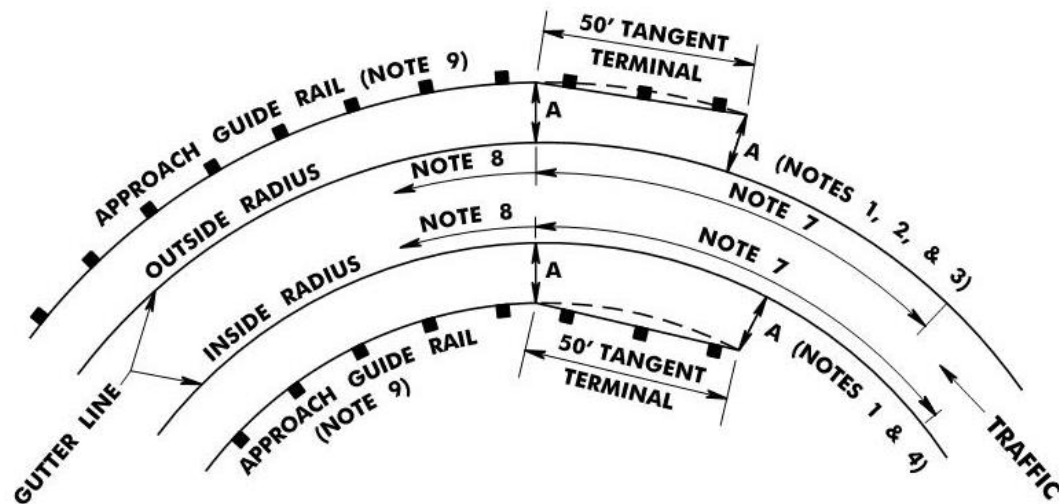 50' TANGENT
TERMINAL
APPROACH GUIDE RAIL (NOTE 9)
A
A (NOTES 1, 2, & 3)
NOTE 8
NOTE 7
OUTSIDE RADIUS
NOTE 8
NOTE 7
INSIDE RADIUS
A
A (NOTES 1 & 4)
APPROACH GUIDE RAIL
(NOTE 9)
50' TANGENT
TERMINAL
GUTTER LINE
TRAFFIC